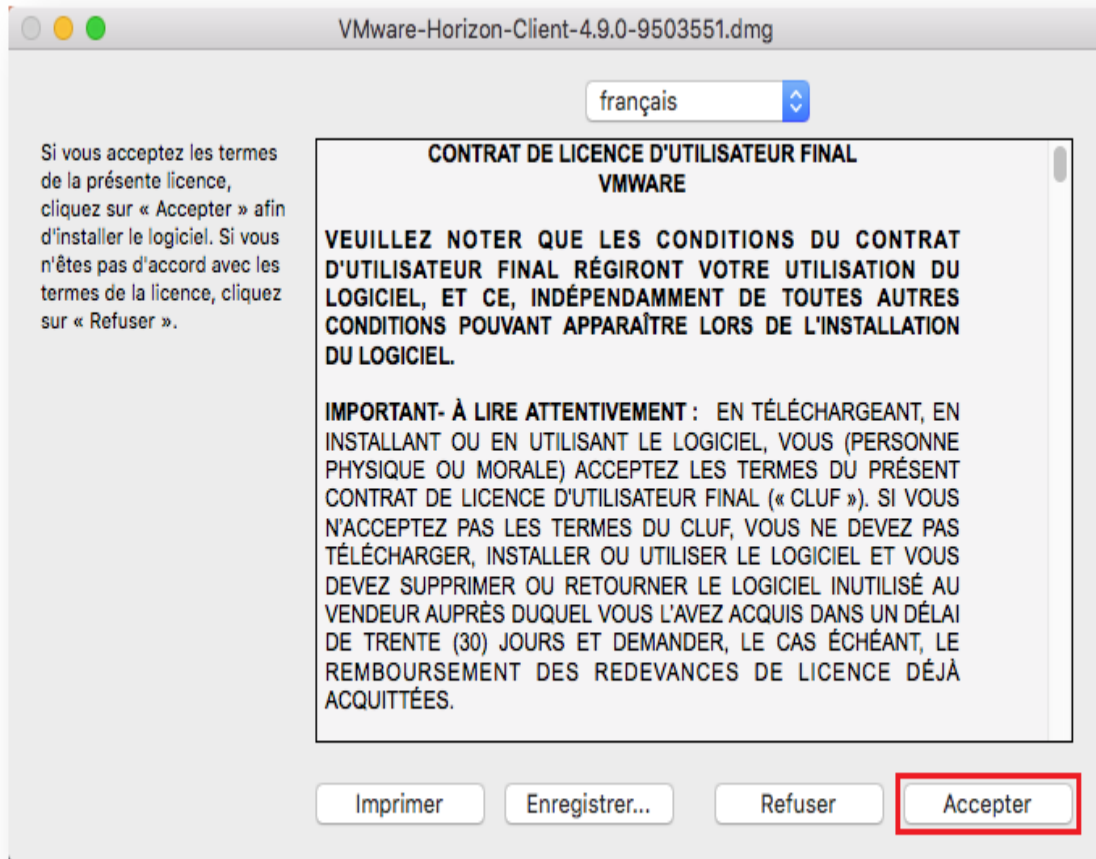 VMware-Horizon-Client-4.9.0-9503551.dmg
français
Si vous acceptez les termes
de la présente licence,
cliquez sur « Accepter » afin
d'installer le logiciel. Si vous
n'êtes pas d'accord avec les
termes de la licence, cliquez
sur « Refuser ».
CONTRAT DE LICENCE D'UTILISATEUR FINAL
VMWARE
VEUILLEZ NOTER QUE LES CONDITIONS DU CONTRAT
D'UTILISATEUR FINAL RÉGIRONT VOTRE UTILISATION DU
LOGICIEL, ET CE, INDÉPENDAMMENT DE TOUTES AUTRES
CONDITIONS POUVANT APPARAÎTRE LORS DE L'INSTALLATION
DU LOGICIEL.
IMPORTANT- À LIRE ATTENTIVEMENT : EN TÉLÉCHARGEANT, EN
INSTALLANT OU EN UTILISANT LE LOGICIEL, VOUS (PERSONNE
PHYSIQUE OU MORALE) ACCEPTEZ LES TERMES DU PRÉSENT
CONTRAT DE LICENCE D'UTILISATEUR FINAL (« CLUF »). SI VOUS
N'ACCEPTEZ PAS LES TERMES DU CLUF, VOUS NE DEVEZ PAS
TÉLÉCHARGER, INSTALLER OU UTILISER LE LOGICIEL ET VOUS
DEVEZ SUPPRIMER OU RETOURNER LE LOGICIEL INUTILISÉ AU
VENDEUR AUPRÈS DUQUEL VOUS L'AVEZ ACQUIS DANS UN DÉLAI
DE TRENTE (30) JOURS ET DEMANDER, LE CAS ÉCHÉANT, LE
REMBOURSEMENT DES REDEVANCES DE LICENCE DÉJÀ
ACQUITTÉES.
Imprimer
Enregistrer...
Refuser
Accepter